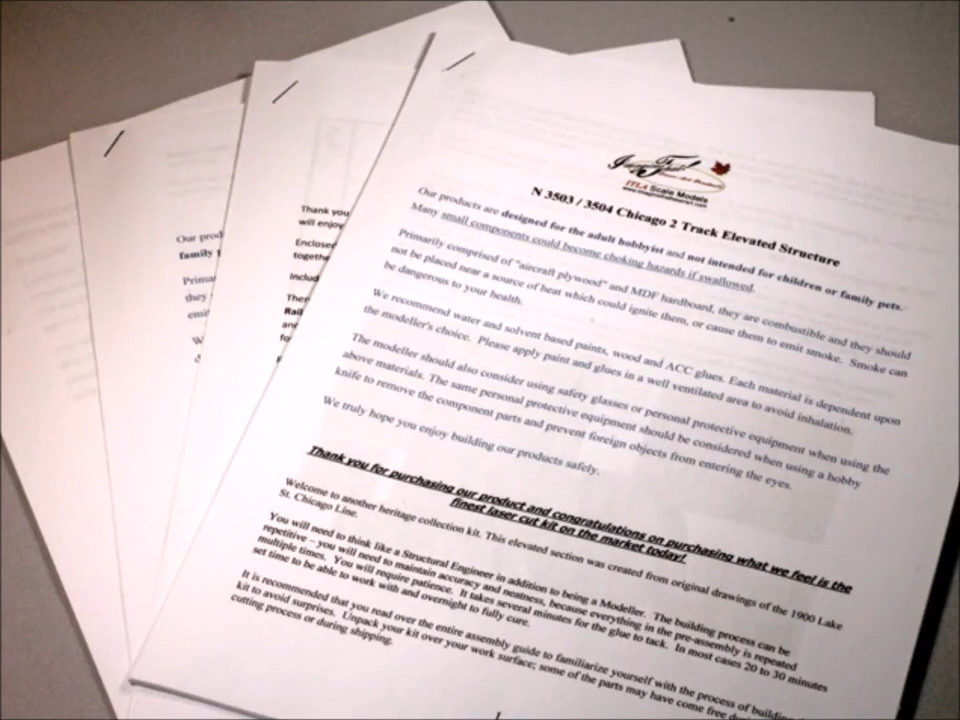 ITLA Scale Models
N 3503 / 3504 Chicago 2 Track Elevated Structure
Our products are designed for the adult hobbyist and not intended for children or family pets.
Many small components could become choking hazards if swallowed.
Primarily comprised of "aircraft plywood" and MDF hardboard, they are combustible and they should
not be placed near a source of heat which could ignite them, or cause them to emit smoke. Smoke can
be dangerous to your health.
We recommend water and solvent based paints, wood and ACC glues. Each material is dependent upon
the modeller's choice. Please apply paint and glues in a well ventilated area to avoid inhalation.
The modeller should also consider using safety glasses or personal protective equipment when using the
above materials. The same personal protective equipment should be considered when using a hobby
knife to remove the component parts and prevent foreign objects from entering the eyes.
We truly hope you enjoy building our products safely.
Thank you for purchasing our product and congratulations on purchasing what we feel is the
finest laser cut kit on the market today!
Welcome to another heritage collection kit. This elevated section was created from original drawings of the 1900 Lake
St. Chicago Line.
You will need to think like a Structural Engineer in addition to being a Modeller. The building process can be
repetitive – you will need to maintain accuracy and neatness, because everything in the pre-assembly is repeated
multiple times. You will require patience. It takes several minutes for the glue to tack. In most cases 20 to 30 minutes
set time to be able to work with and overnight to fully cure.
It is recommended that you read over the entire assembly guide to familiarize yourself with the process of building
kit to avoid surprises. Unpack your kit over your work surface; some of the parts may have come free
cutting process or during shipping.
Thank you
will enjoy
Enclosed
togethe
Includ
Then
Rail
and
fo
Our prod
family
Prima
they
emit
W